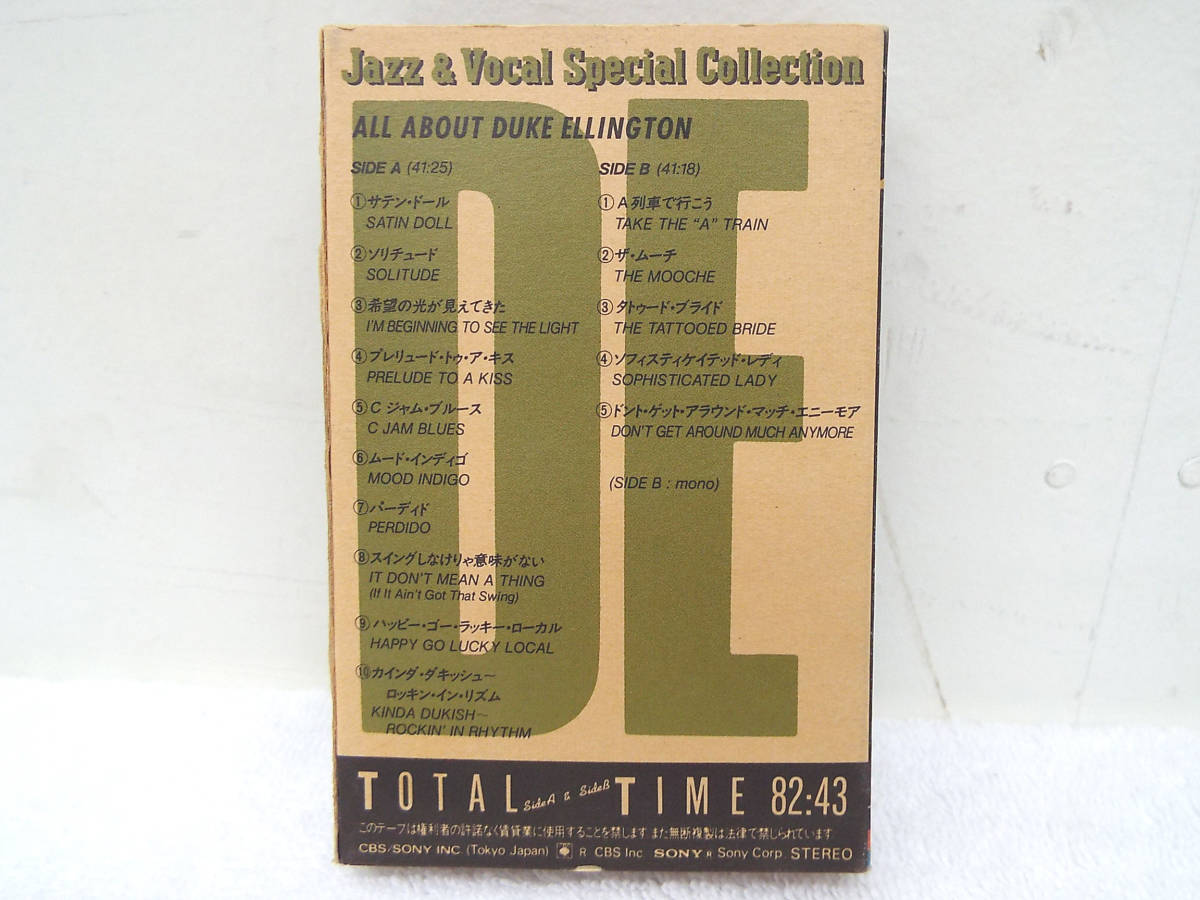 Jazz & Vocal Special Collection
ALL ABOUT DUKE ELLINGTON
SIDE A (41:25)
①サテン・ドール
SATIN DOLL
②ソリチュード
SOLITUDE
③希望の光が見えてきた
I'M BEGINNING TO SEE THE LIGHT
④プレリュード・トゥ・ア・キス
PRELUDE TO A KISS
⑤C ジャム・ブルース
C JAM BLUES
⑥ムード・インディゴ
MOOD INDIGO
⑦パーディド
PERDIDO
⑧スイングしなけりゃ意味がない
IT DON'T MEAN A THING
(If It Ain't Got That Swing)
⑨ハッピー・ゴー・ラッキー・ローカル
HAPPY GO LUCKY LOCAL
⑩カインダ・ダキッシュ〜
ロッキン・イン・リズム
KINDA DUKISH〜
ROCKIN' IN RHYTHM
SIDE B (41:18)
①A列車で行こう
TAKE THE “A” TRAIN
②ザ・ムーチ
THE MOOCHE
③タトゥード・ブライド
THE TATTOOED BRIDE
④ソフィスティケイテッド・レディ
SOPHISTICATED LADY
⑤ドント・ゲット・アラウンド・マッチ・エニーモア
DON'T GET AROUND MUCH ANYMORE
(SIDE B : mono)
DE
TOTAL Side A & Side B TIME 82:43
このテープは権利者の許諾なく賃貸業に使用することを禁じます また無断複製は法律で禁じられています
CBS/SONY INC (Tokyo Japan) R CBS Inc SONY R Sony Corp. STEREO